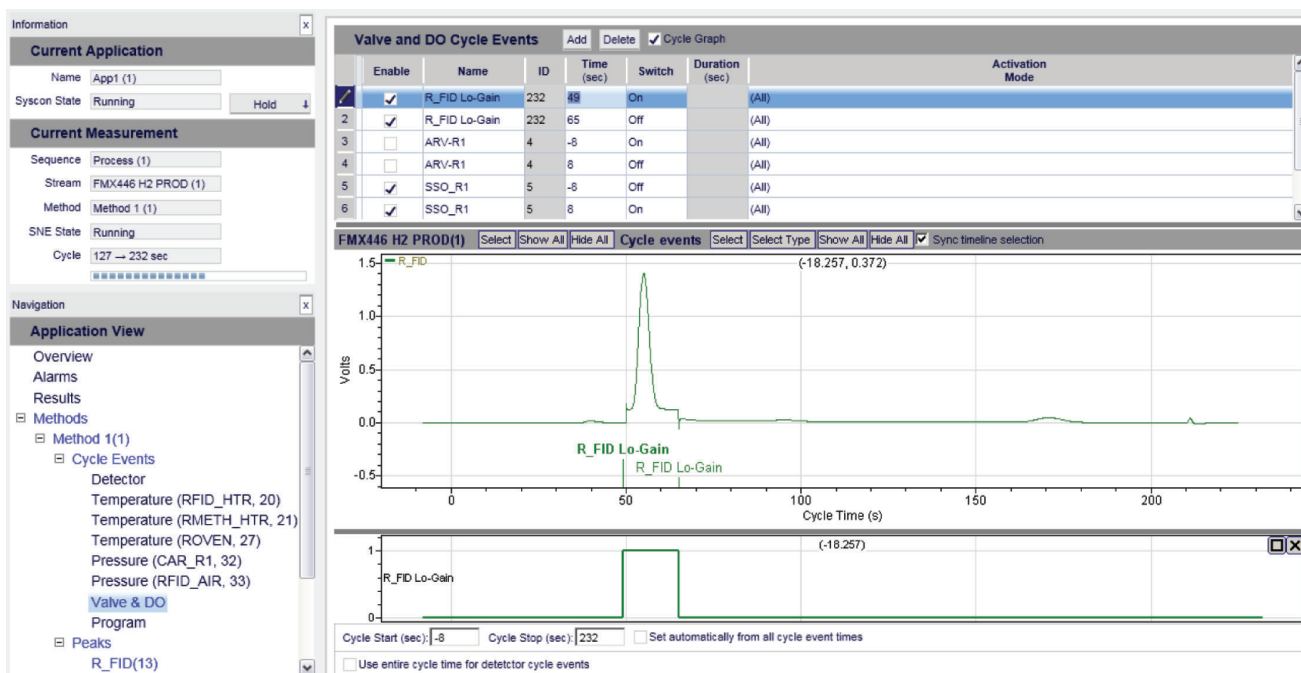 Information x
Current Application
Name App1 (1)
Syscon State Running Hold ↓
Current Measurement
Sequence Process (1)
Stream FMX446 H2 PROD (1)
Method Method 1 (1)
SNE State Running
Cycle 127 → 232 sec
Navigation x
Application View
Overview
Alarms
Results
Methods
Method 1(1)
Cycle Events
Detector
Temperature (RFID_HTR, 20)
Temperature (RMETH_HTR, 21)
Temperature (ROVEN, 27)
Pressure (CAR_R1, 32)
Pressure (RFID_AIR, 33)
Valve & DO
Program
Peaks
R_FID(13)
Valve and DO Cycle Events Add Delete Cycle Graph
Enable Name ID Time (sec) Switch Duration (sec) Activation Mode
R_FID Lo-Gain 232 49 On (All)
2 R_FID Lo-Gain 232 65 Off (All)
3 ARV-R1 4 -8 On (All)
4 ARV-R1 4 8 Off (All)
5 SSO_R1 5 -8 Off (All)
6 SSO_R1 5 8 On (All)
FMX446 H2 PROD(1) Select Show All Hide All Cycle events Select Select Type Show All Hide All Sync timeline selection
1.5 R_FID (-18.257, 0.372)
1.0
Volts
0.5
0.0
R_FID Lo-Gain
R_FID Lo-Gain
-0.5
0 50 100 150 200
Cycle Time (s)
1 (-18.257)
R_FID Lo-Gain
0
Cycle Start (sec): -8 Cycle Stop (sec): 232 Set automatically from all cycle event times
Use entire cycle time for detetctor cycle events